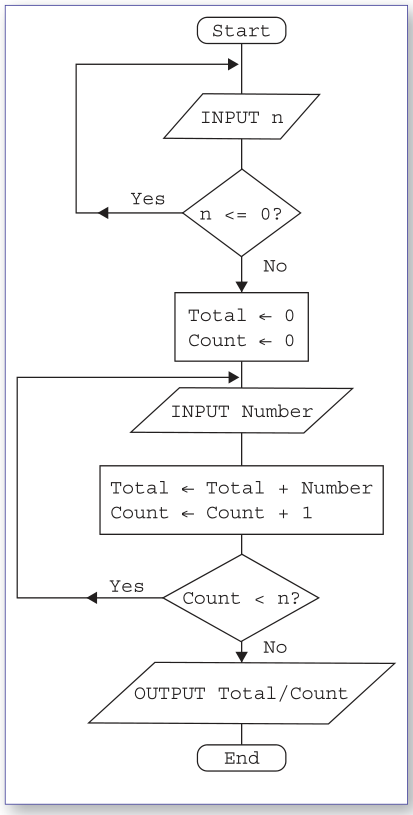 Start
INPUT n
Yes
n <= 0?
No
Total ← 0
Count ← 0
INPUT Number
Total ← Total + Number
Count ← Count + 1
Yes
Count < n?
No
OUTPUT Total/Count
End